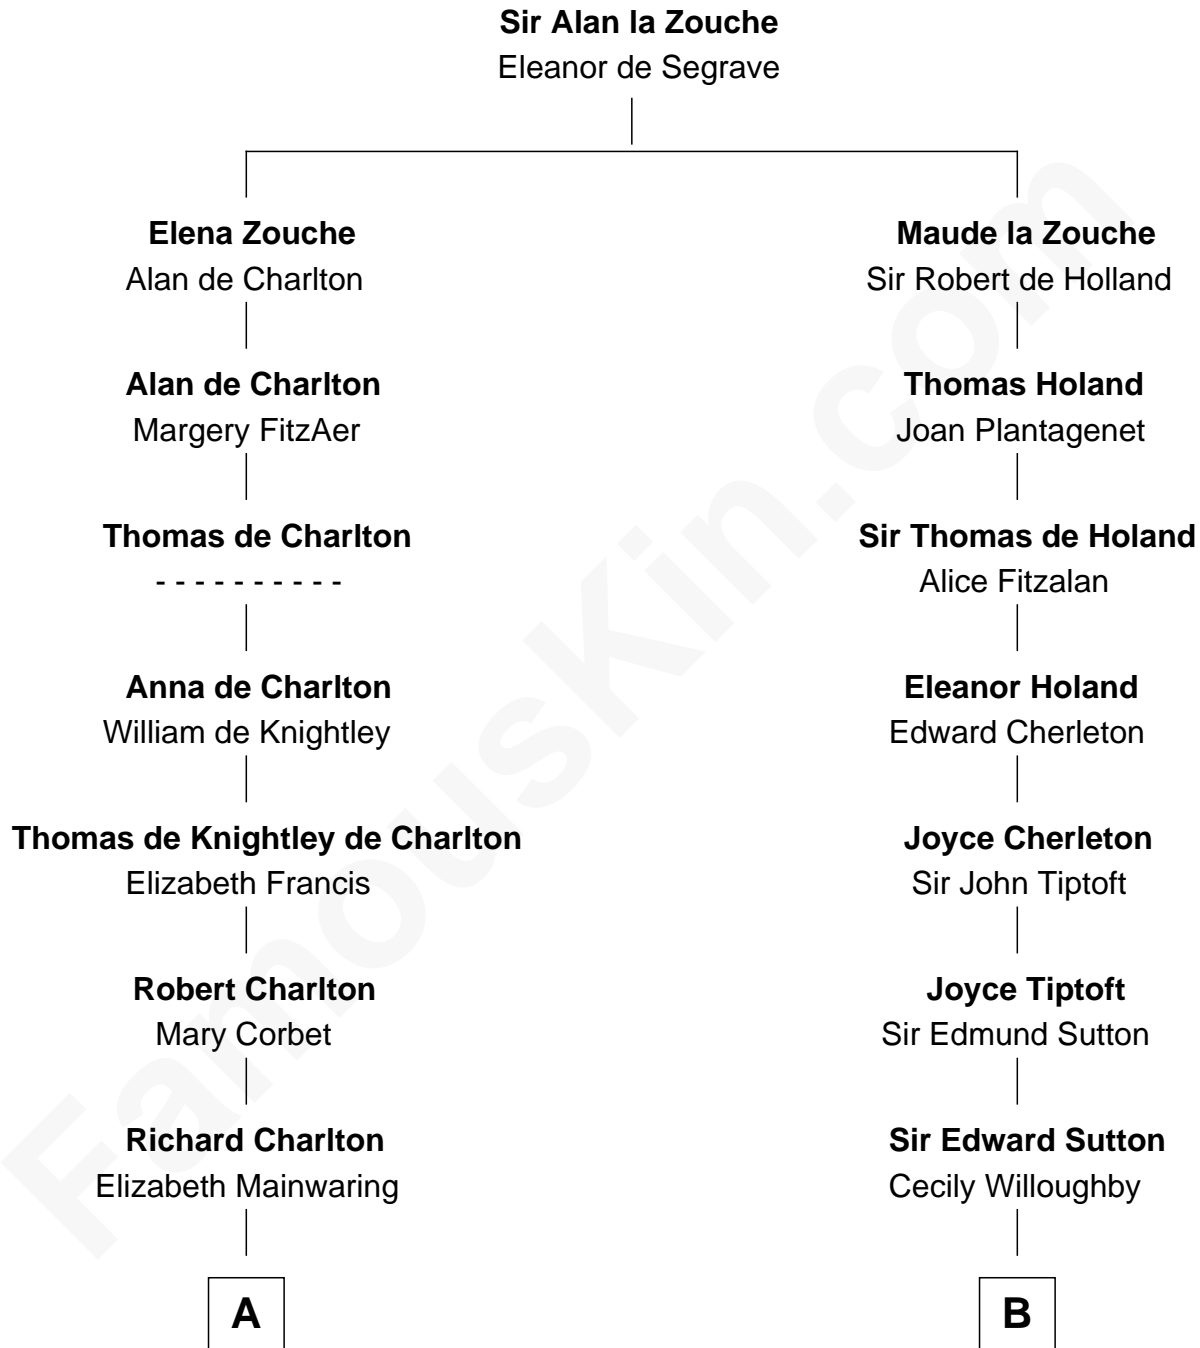 Sir Alan la Zouche
Eleanor de Segrave
Elena Zouche
Alan de Charlton
Maude la Zouche
Sir Robert de Holland
Alan de Charlton
Margery FitzAer
Thomas Holand
Joan Plantagenet
Thomas de Charlton
- - - - - - - - - -
Sir Thomas de Holand
Alice Fitzalan
Anna de Charlton
William de Knightley
Eleanor Holand
Edward Cherleton
Thomas de Knightley de Charlton
Elizabeth Francis
Joyce Cherleton
Sir John Tiptoft
Robert Charlton
Mary Corbet
Joyce Tiptoft
Sir Edmund Sutton
Richard Charlton
Elizabeth Mainwaring
Sir Edward Sutton
Cecily Willoughby
A
B
FamousKin.com